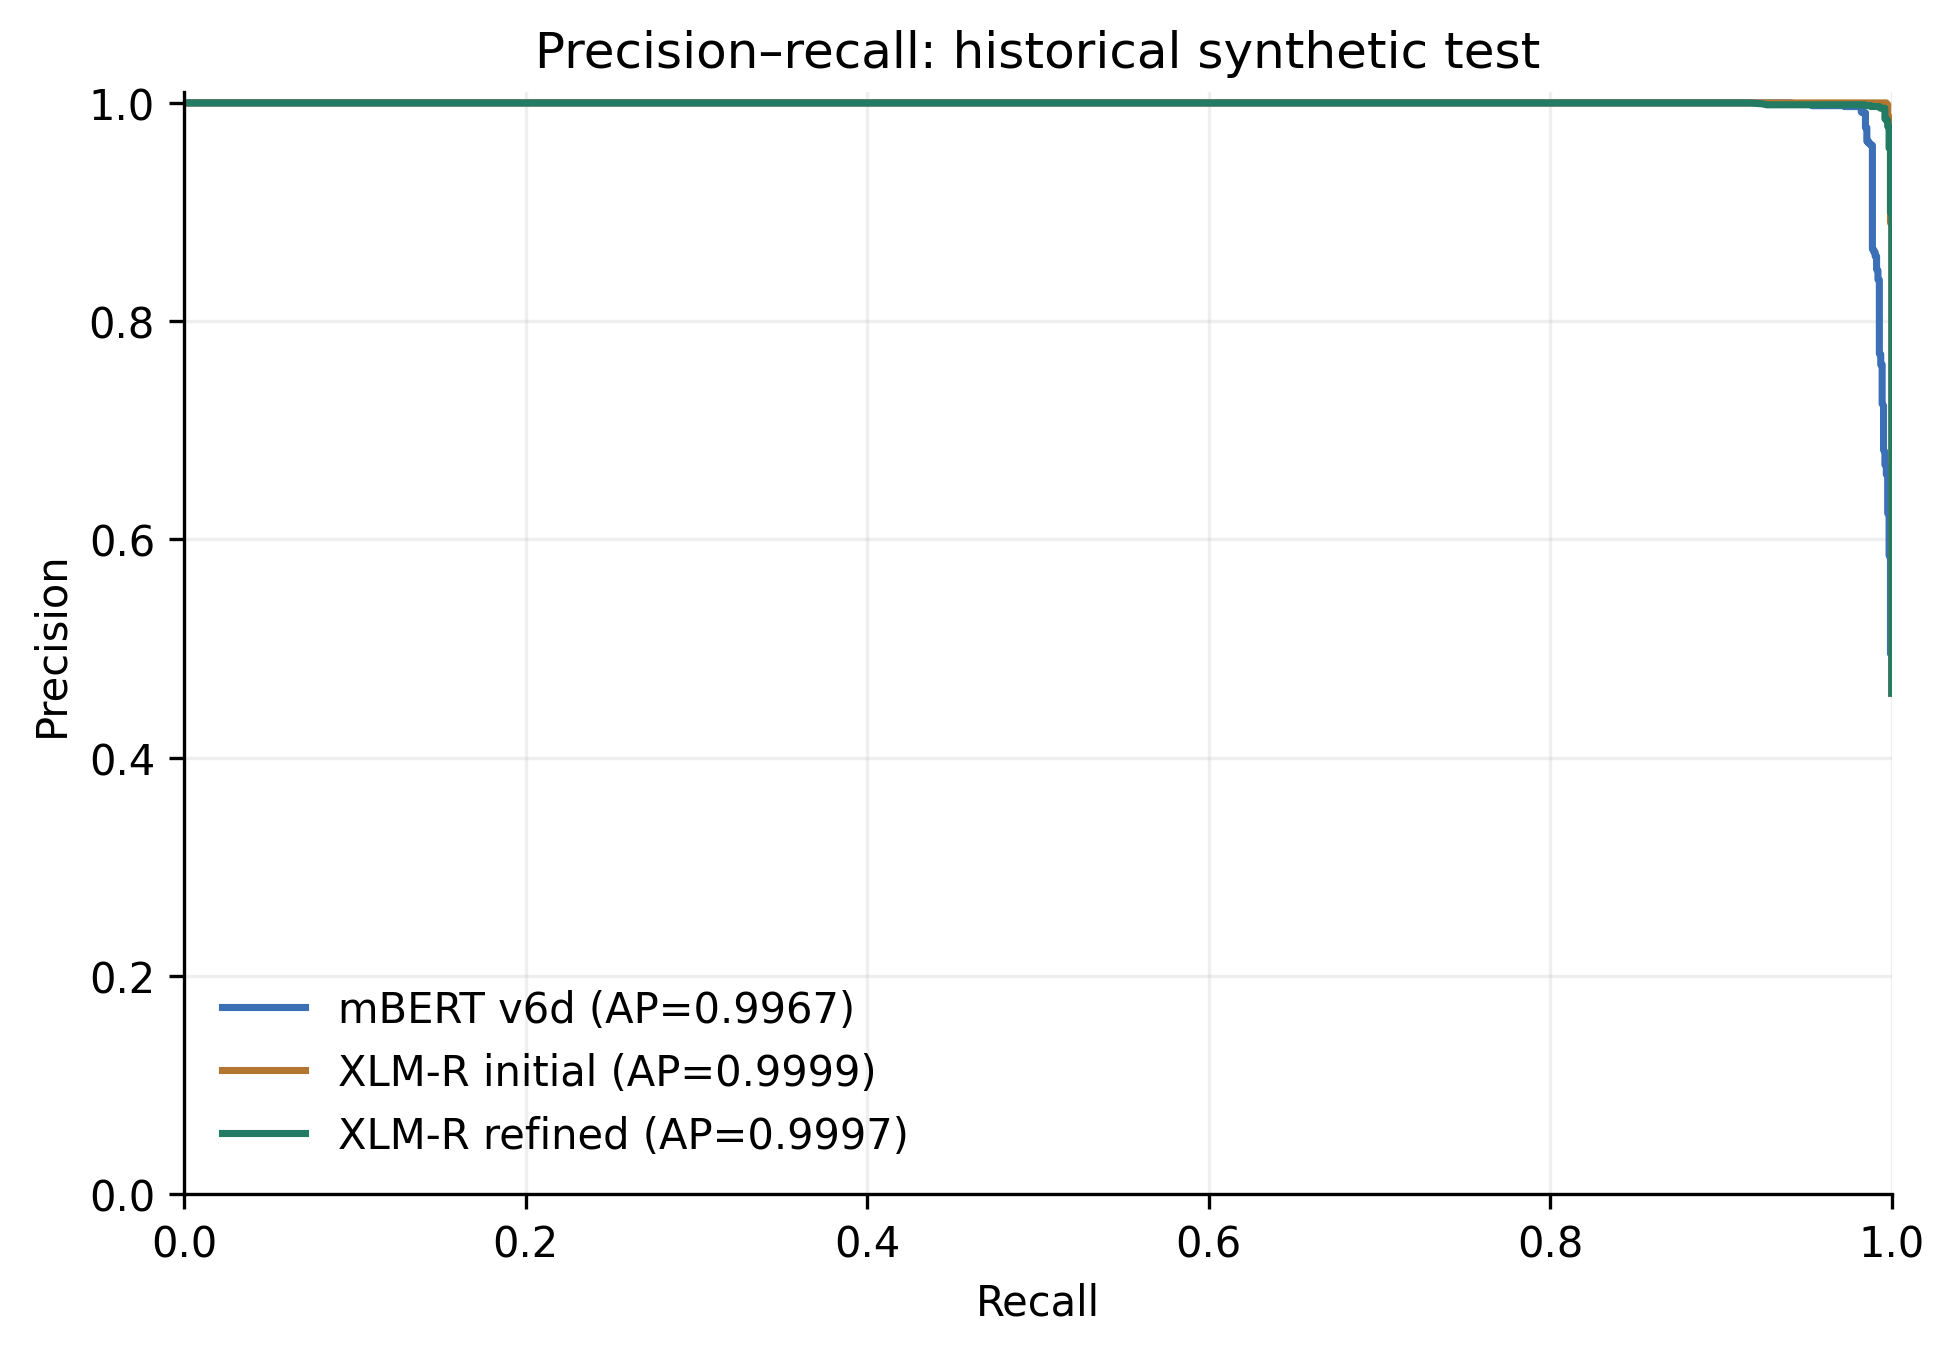 Precision–recall: historical synthetic test
1.0
0.8
0.6
0.4
0.2
0.0
Precision
mBERT v6d (AP=0.9967)
XLM-R initial (AP=0.9999)
XLM-R refined (AP=0.9997)
0.0 0.2 0.4 0.6 0.8 1.0
Recall